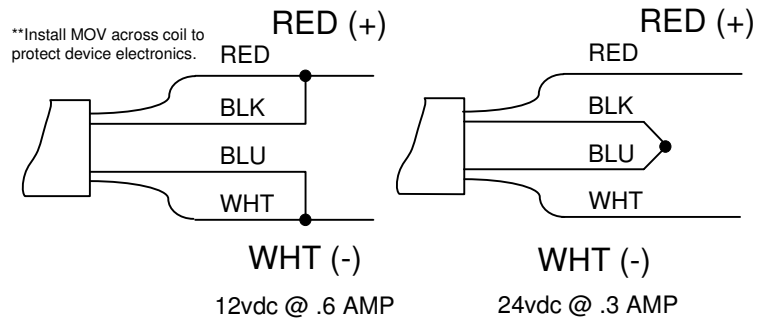 **Install MOV across coil to
protect device electronics.
RED (+)
RED
BLK
BLU
WHT
WHT (-)
12vdc @ .6 AMP
RED (+)
RED
BLK
BLU
WHT
WHT (-)
24vdc @ .3 AMP